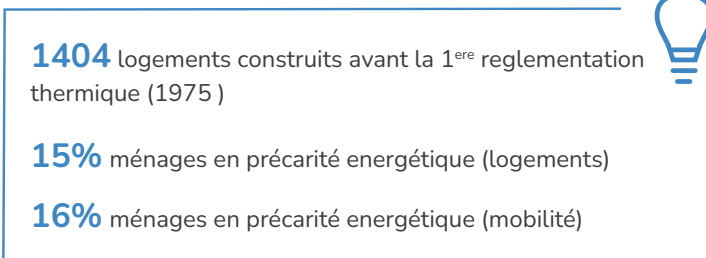 1404 logements construits avant la 1ere reglementation
thermique (1975 )
15% ménages en précarité energétique (logements)
16% ménages en précarité energétique (mobilité)